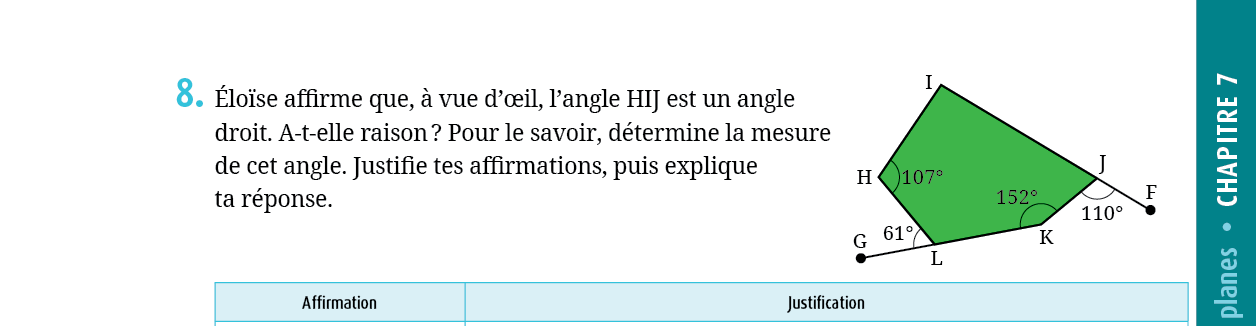 8. Éloïse affirme que, à vue d’œil, l’angle HIJ est un angle
droit. A-t-elle raison ? Pour le savoir, détermine la mesure
de cet angle. Justifie tes affirmations, puis explique
ta réponse.
I
J
H
107°
F
152°
110°
61°
G
K
L
Affirmation
Justification
planes • CHAPITRE 7